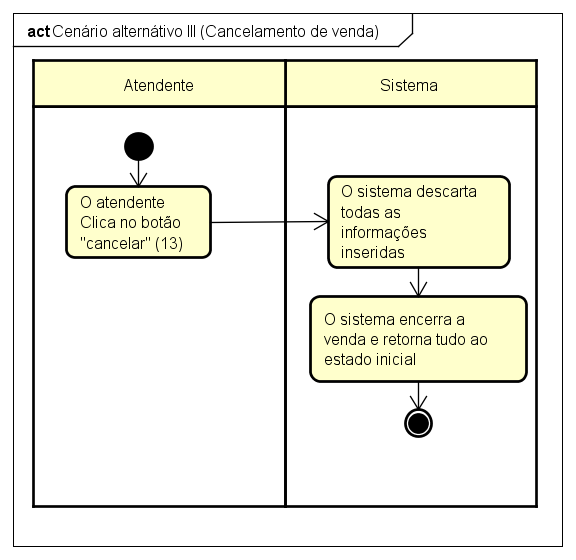 act Cenário alternátivo III (Cancelamento de venda)
Atendente
Sistema
O atendente
Clica no botão
"cancelar" (13)
O sistema descarta
todas as
informações
inseridas
O sistema encerra a
venda e retorna tudo ao
estado inicial